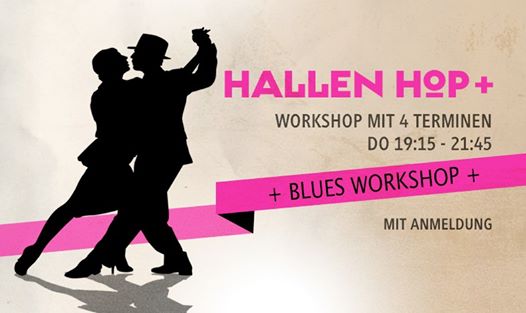 HALLEN HOP +
WORKSHOP MIT 4 TERMINEN
DO 19:15 - 21:45
+ BLUES WORKSHOP +
MIT ANMELDUNG